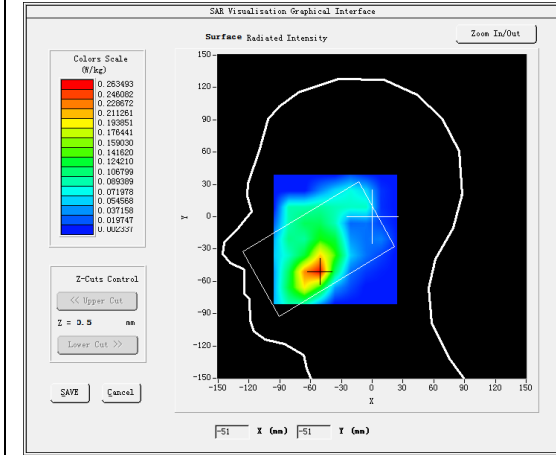 SAR Visualisation Graphical Interface
Surface Radiated Intensity
Zoom In/Out
Colors Scale
(W/kg)
0.263493
0.246082
0.228672
0.211261
0.193851
0.176441
0.159030
0.141620
0.124210
0.106799
0.089389
0.071978
0.054568
0.037158
0.019747
0.002337
Z-Cuts Control
<< Upper Cut
Z = 0.5 mm
Lower Cut >>
SAVE Cancel
150
120
90
60
30
0
-30
-60
-90
-120
-150
Y
-150 -120 -90 -60 -30 0 30 60 90 120 150
X
-51 X (mm) -51 Y (mm)